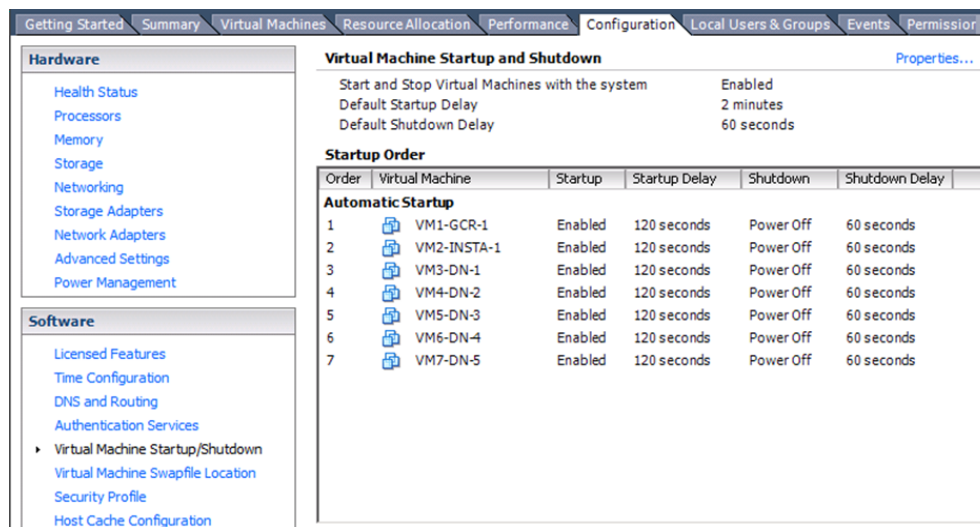 Getting Started Summary Virtual Machines Resource Allocation Performance Configuration Local Users & Groups Events Permission
Hardware
Health Status
Processors
Memory
Storage
Networking
Storage Adapters
Network Adapters
Advanced Settings
Power Management
Software
Licensed Features
Time Configuration
DNS and Routing
Authentication Services
Virtual Machine Startup/Shutdown
Virtual Machine Swapfile Location
Security Profile
Host Cache Configuration
Virtual Machine Startup and Shutdown Properties...
Start and Stop Virtual Machines with the system Enabled
Default Startup Delay 2 minutes
Default Shutdown Delay 60 seconds
Startup Order
Order Virtual Machine Startup Startup Delay Shutdown Shutdown Delay
Automatic Startup
1 VM1-GCR-1 Enabled 120 seconds Power Off 60 seconds
2 VM2-INSTA-1 Enabled 120 seconds Power Off 60 seconds
3 VM3-DN-1 Enabled 120 seconds Power Off 60 seconds
4 VM4-DN-2 Enabled 120 seconds Power Off 60 seconds
5 VM5-DN-3 Enabled 120 seconds Power Off 60 seconds
6 VM6-DN-4 Enabled 120 seconds Power Off 60 seconds
7 VM7-DN-5 Enabled 120 seconds Power Off 60 seconds